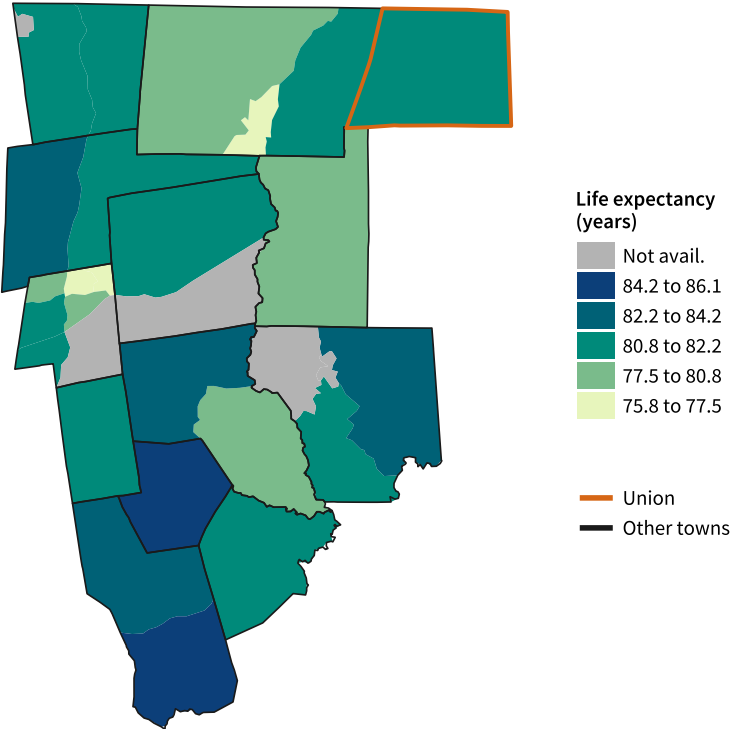 Life expectancy
(years)
Not avail.
84.2 to 86.1
82.2 to 84.2
80.8 to 82.2
77.5 to 80.8
75.8 to 77.5
Union
Other towns